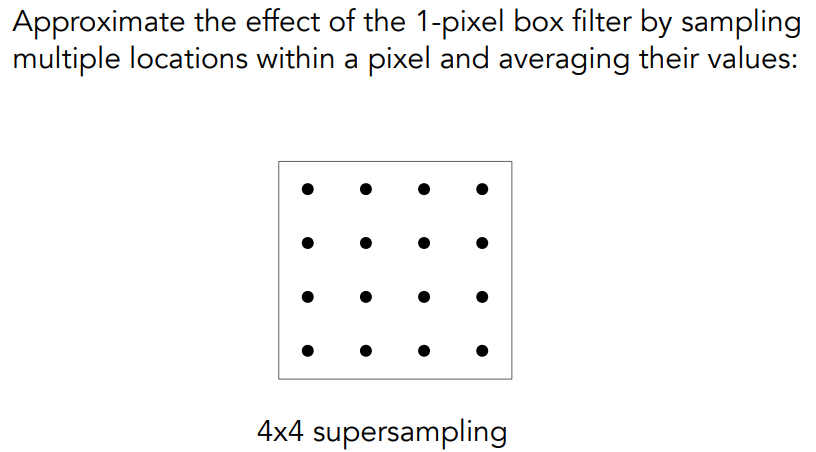 Approximate the effect of the 1-pixel box filter by sampling
multiple locations within a pixel and averaging their values:
4x4 supersampling